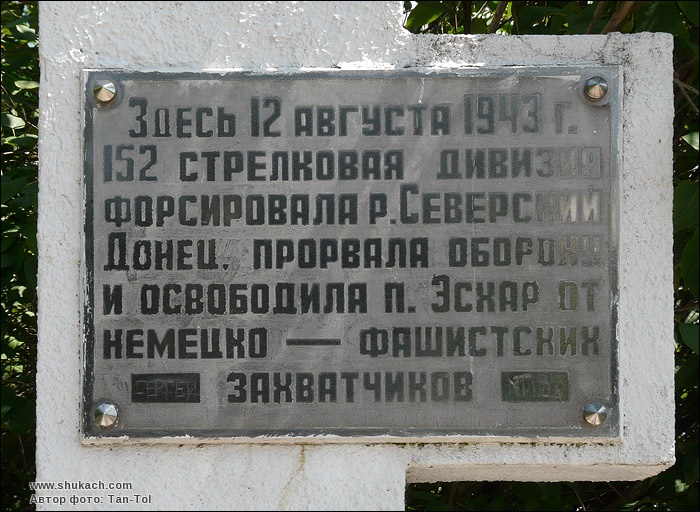 Здесь 12 августа 1943 г.
152 стрелковая дивизия
форсировала р.Северский
Донец, прорвала оборону
и освободила п. Эсхар от
немецко — фашистских
захватчиков
Сергей
www.shukach.com
Автор фото: Tan-Tol